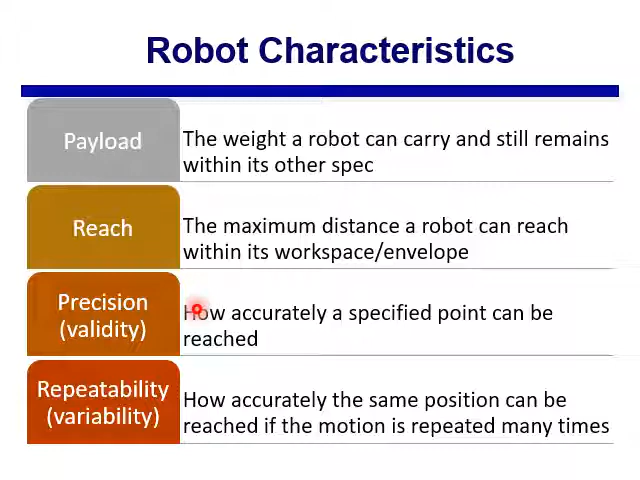 Robot Characteristics
Payload
The weight a robot can carry and still remains
within its other spec
Reach
The maximum distance a robot can reach
within its workspace/envelope
Precision
(validity)
How accurately a specified point can be
reached
Repeatability
(variability)
How accurately the same position can be
reached if the motion is repeated many times